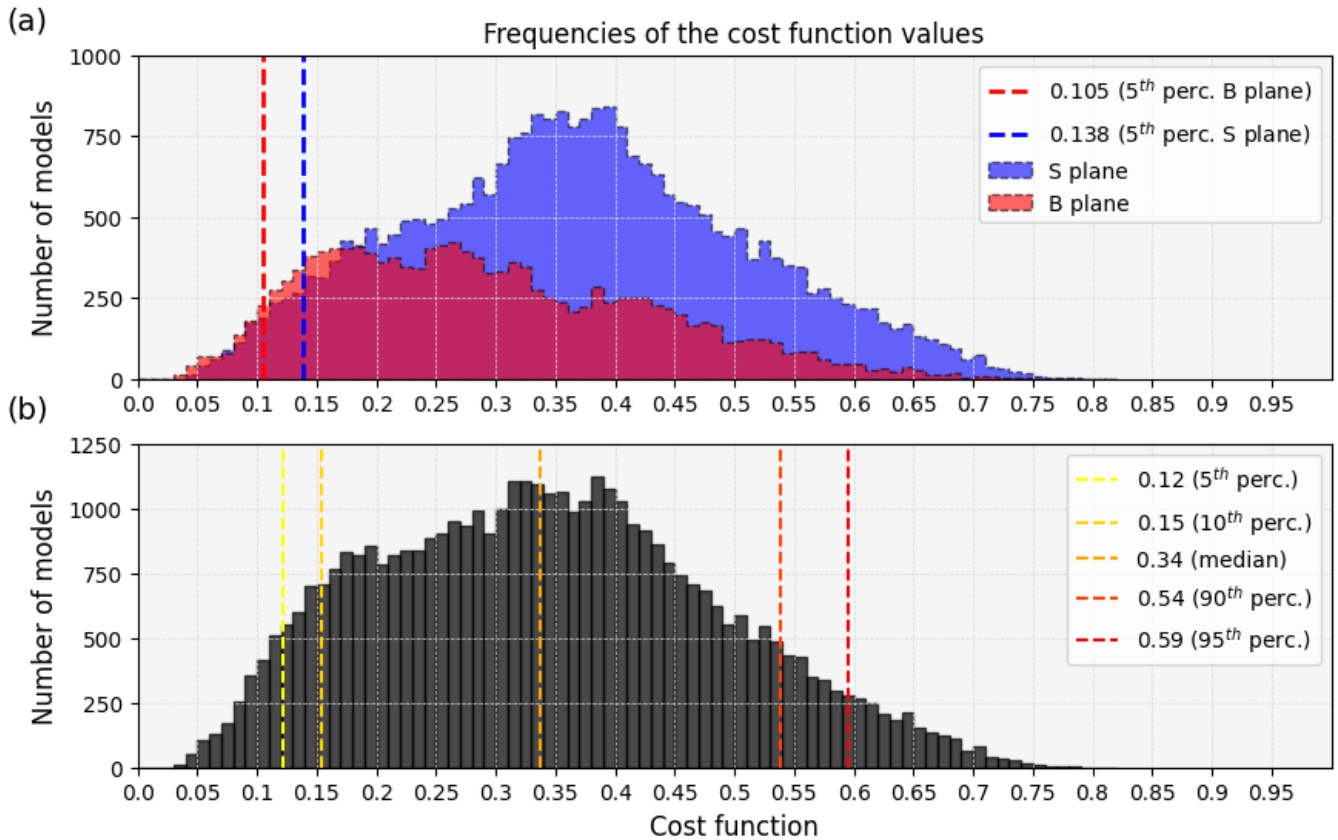 (a)
Frequencies of the cost function values
Number of models
1000
750
500
250
0
0.105 (5th perc. B plane)
0.138 (5th perc. S plane)
S plane
B plane
0.0 0.05 0.1 0.15 0.2 0.25 0.3 0.35 0.4 0.45 0.5 0.55 0.6 0.65 0.7 0.75 0.8 0.85 0.9 0.95
(b)
Number of models
1250
1000
750
500
250
0
0.12 (5th perc.)
0.15 (10th perc.)
0.34 (median)
0.54 (90th perc.)
0.59 (95th perc.)
0.0 0.05 0.1 0.15 0.2 0.25 0.3 0.35 0.4 0.45 0.5 0.55 0.6 0.65 0.7 0.75 0.8 0.85 0.9 0.95
Cost function